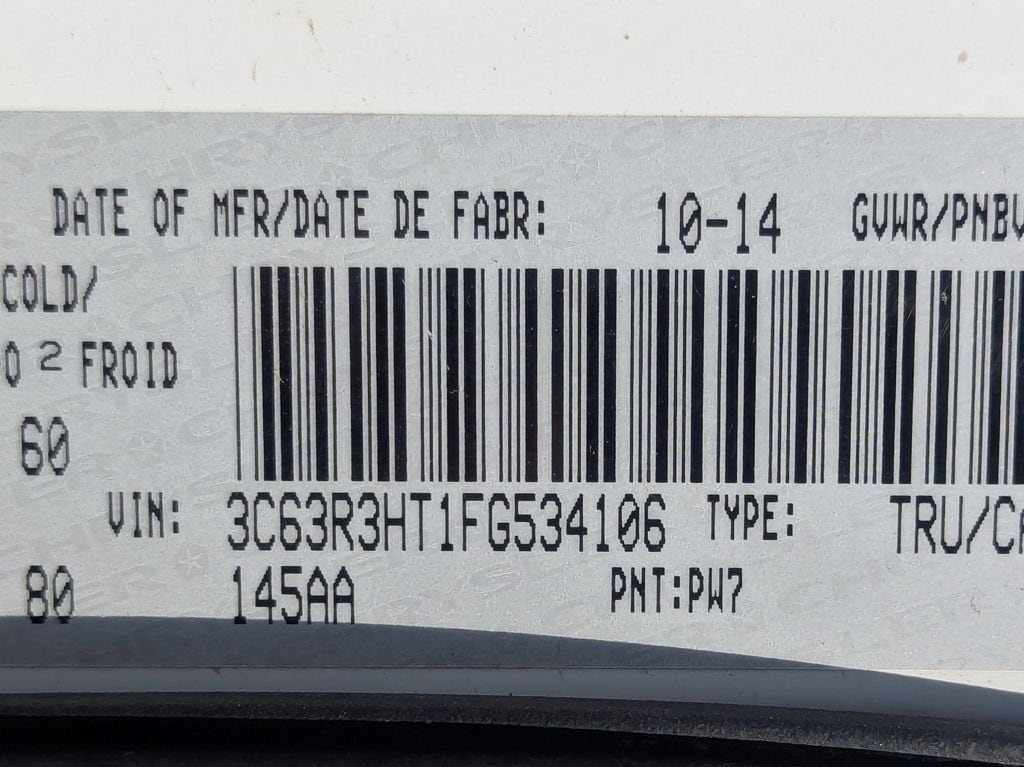 DATE OF MFR/DATE DE FABR: 10-14 GVWR/PNBV
COLD/
O 2 FROID
60
VIN: 3C63R3HT1FG534106 TYPE: TRU/CA
80 145AA PNT:PW7